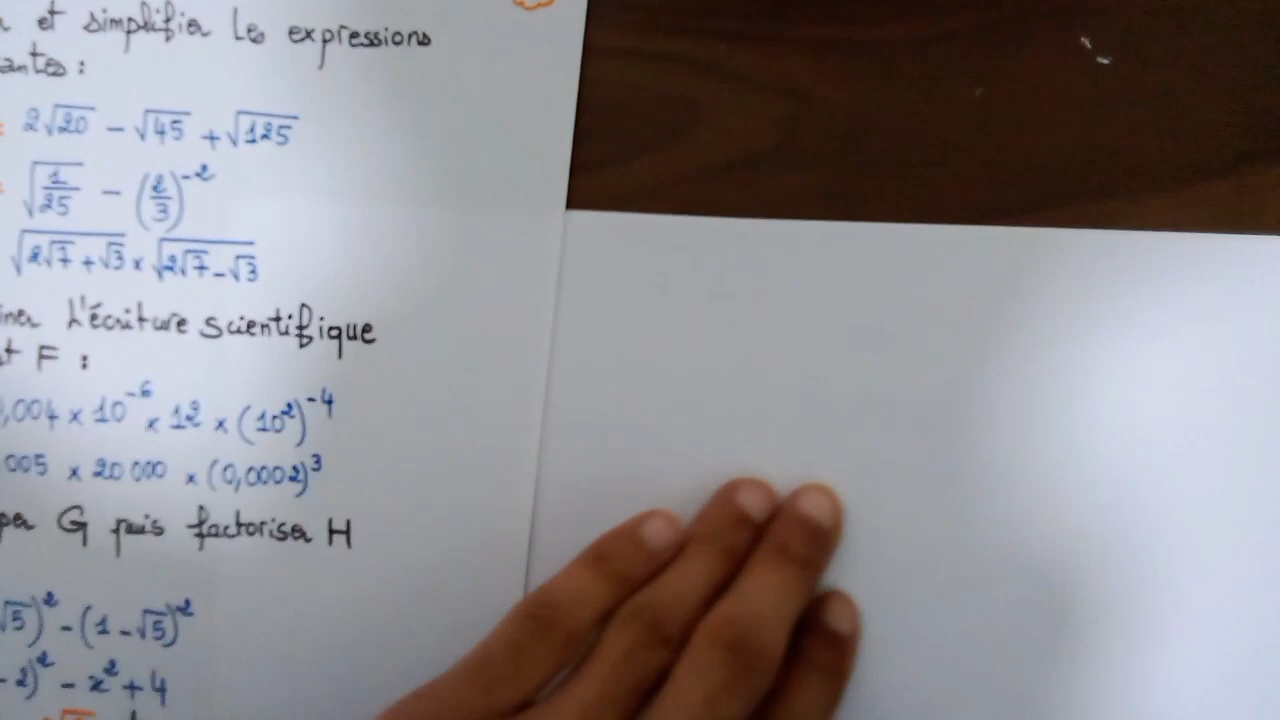 et simplifier les expressions
antes :
2√20 - √45 + √125
√(1/25) - (2/3)^-2
√(2√7 + √3) × √(2√7 - √3)
iner l'écriture scientifique
t F :
,004 × 10^-6 × 12 × (10^2)^-4
005 × 20 000 × (0,0002)^3
per G puis factoriser H
√5)^2 - (1 - √5)^2
- 2)^2 - x^2 + 4